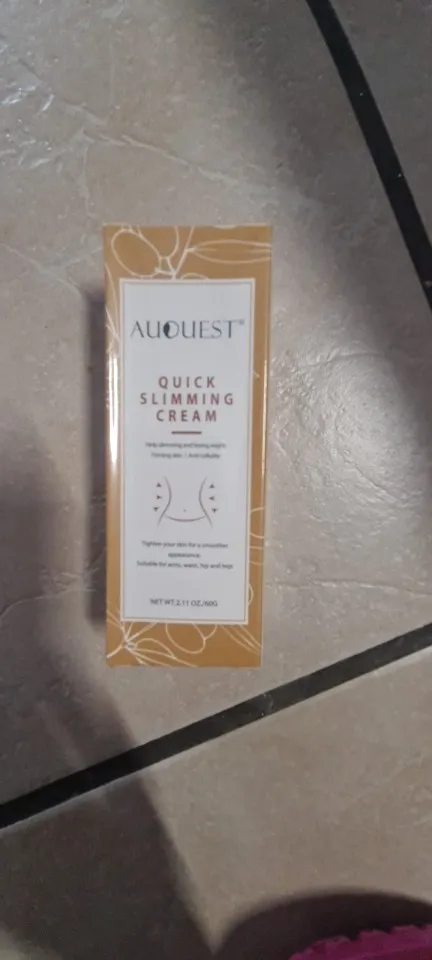 AUQUEST®
QUICK
SLIMMING
CREAM
Help slimming and losing weight
Firming skin | Anti-cellulite
Tighten your skin for a smoother
appearance
Suitable for arms, waist, hip and legs
NET WT.2.11 OZ./60G